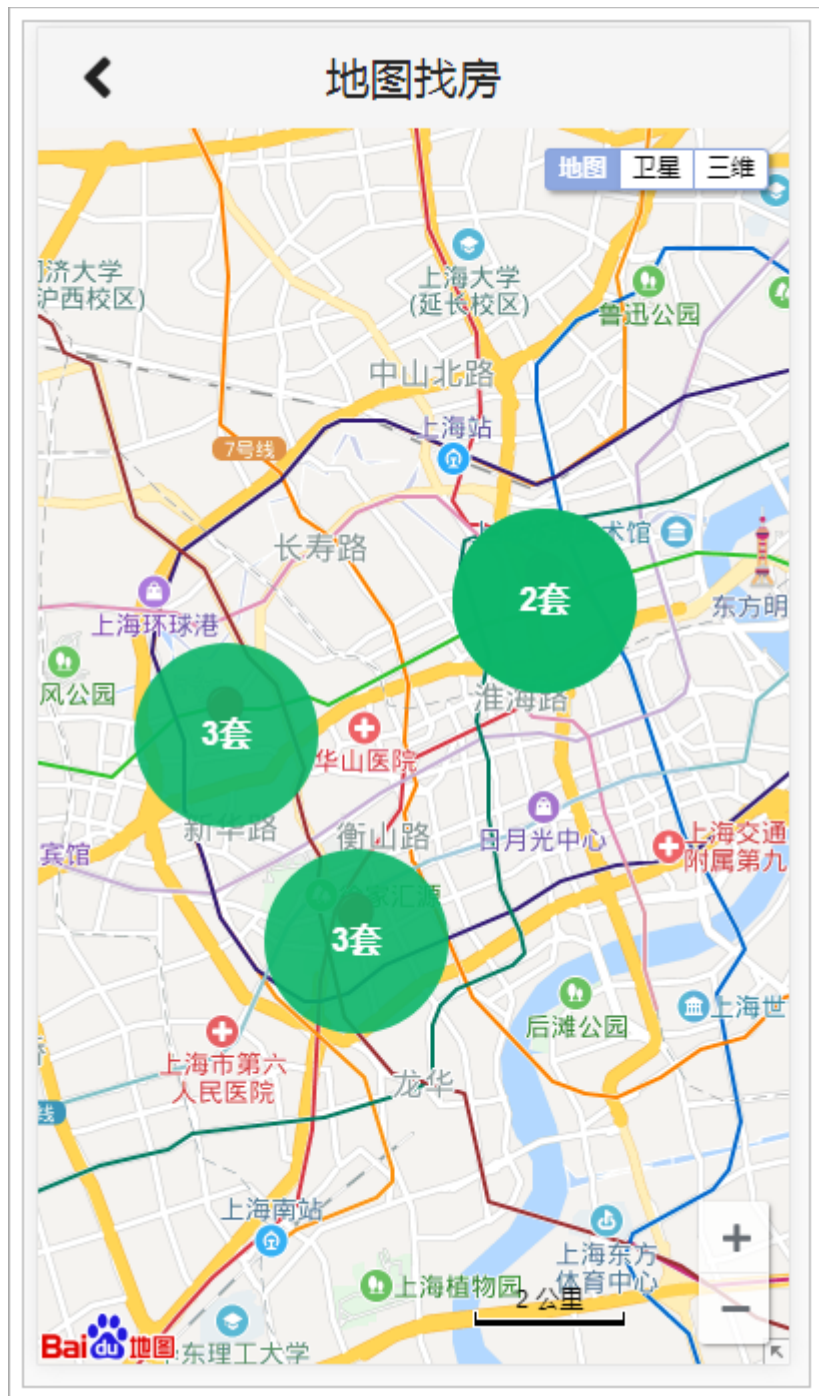 地图找房
地图 卫星 三维
上海大学
(延长校区)
济大学
沪西校区)
鲁迅公园
中山北路
上海站
7号线
长寿路
术馆
2套
东方明
上海环球港
风公园
淮海路
3套
华山医院
新华路
衡山路
日月光中心
上海交通
附属第九
宾馆
徐家汇源
3套
后滩公园
上海世
上海市第六
人民医院
龙华
线
上海南站
上海东方
体育中心
上海植物园
2 公里
+
−
Bai du 地图
东理工大学